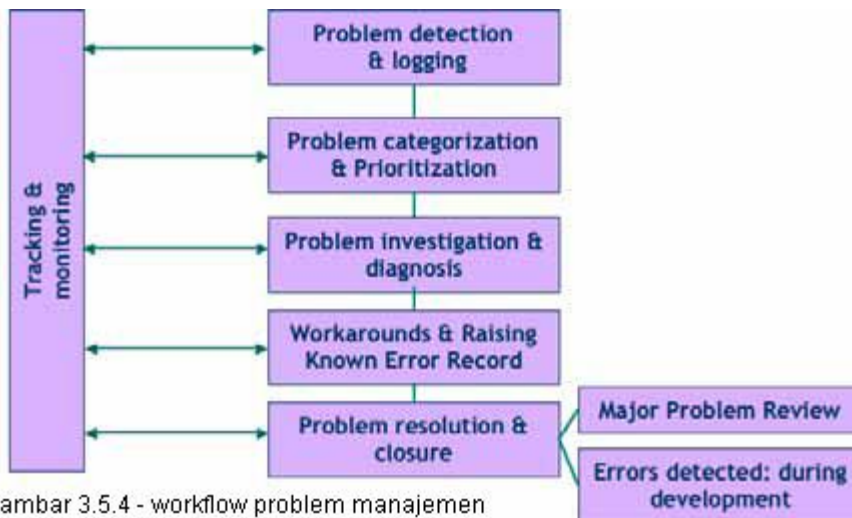 Tracking &
monitoring
Problem detection
& logging
Problem categorization
& Prioritization
Problem investigation &
diagnosis
Workarounds & Raising
Known Error Record
Problem resolution &
closure
Major Problem Review
Errors detected: during
development
ambar 3.5.4 - workflow problem manajemen